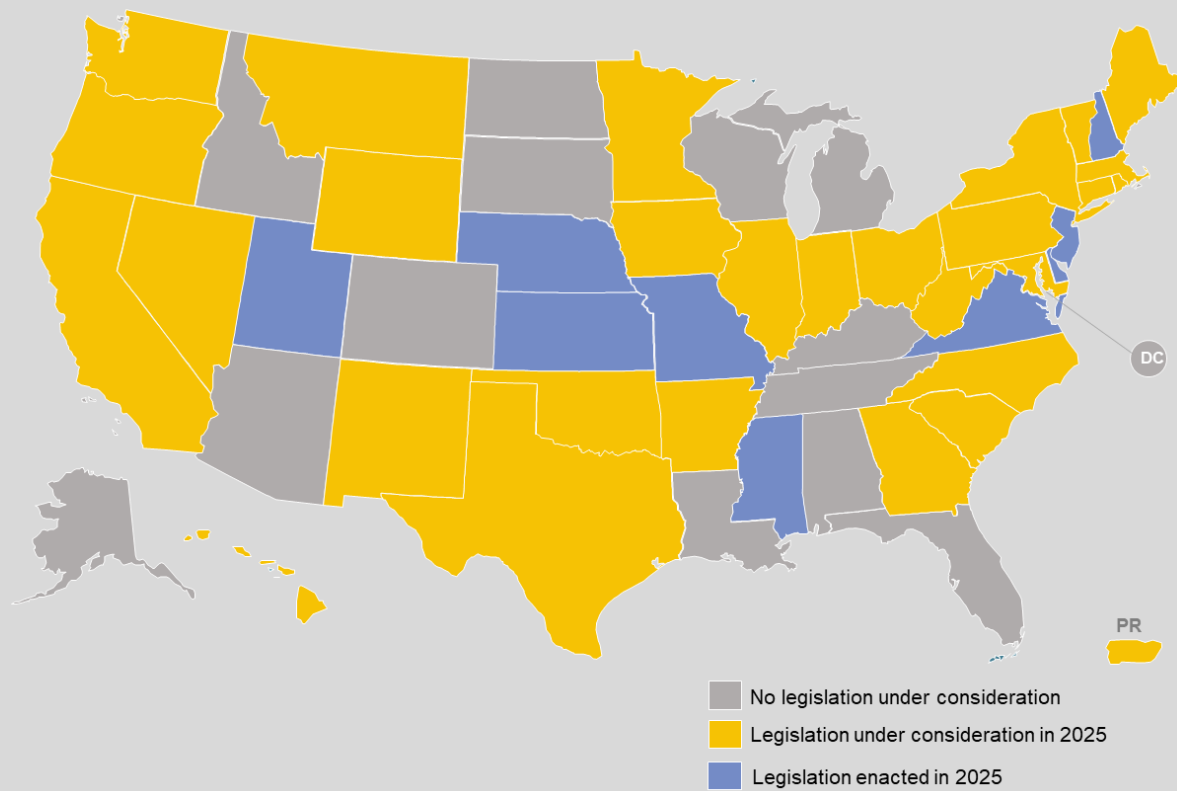 DC
PR
No legislation under consideration
Legislation under consideration in 2025
Legislation enacted in 2025